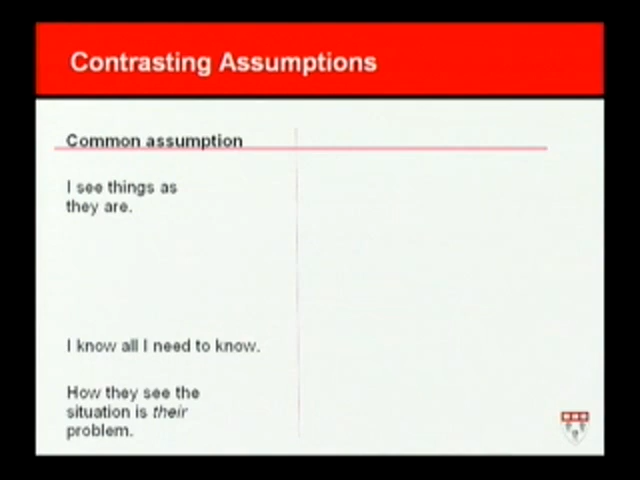 Contrasting Assumptions
Common assumption
I see things as
they are.
I know all I need to know.
How they see the
situation is their
problem.